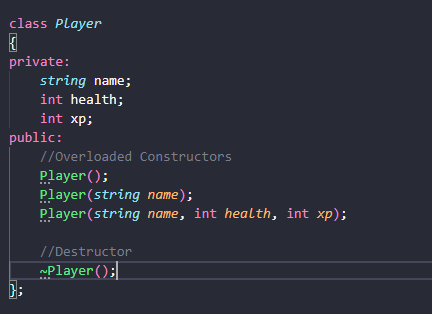 class Player
{
private:
    string name;
    int health;
    int xp;
public:
    //Overloaded Constructors
    Player();
    Player(string name);
    Player(string name, int health, int xp);

    //Destructor
    ~Player();
};